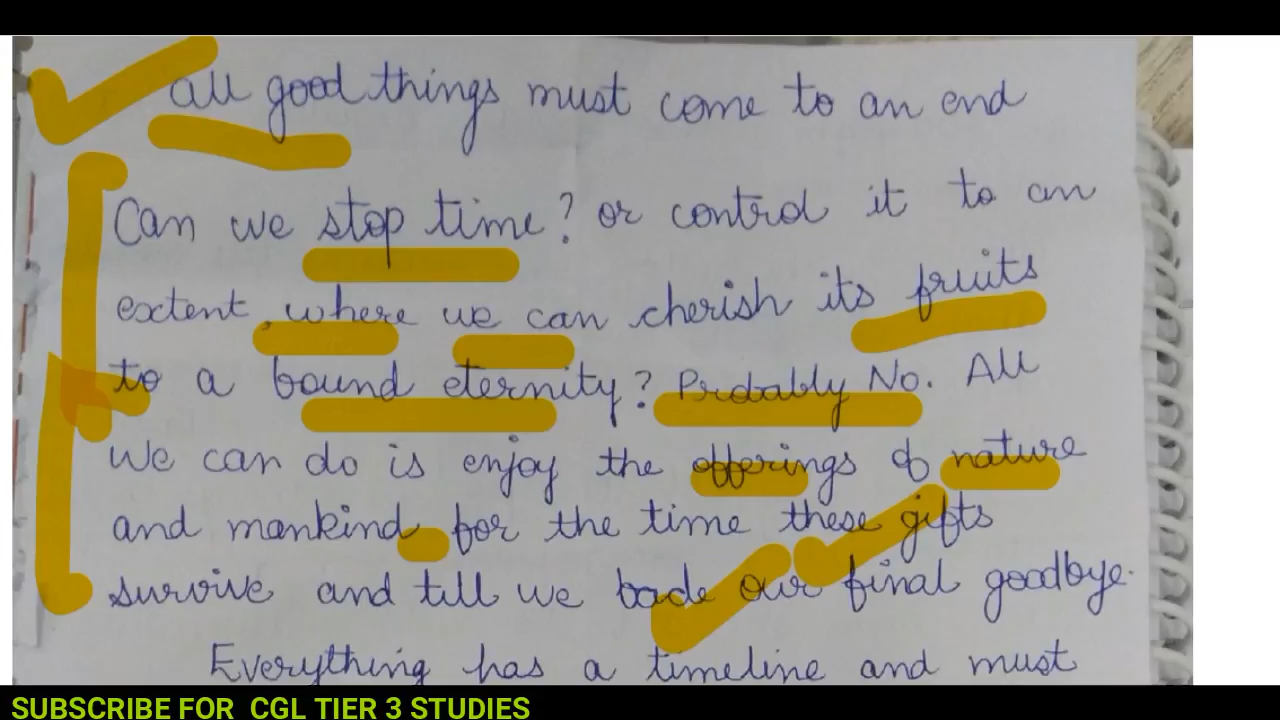 All good things must come to an end
Can we stop time? or control it to an
extent, where we can cherish its fruits
to a bound eternity? Probably No. All
We can do is enjoy the offerings of nature
and mankind for the time these gifts
survive and till we bade our final goodbye.
Everything has a timeline and must
SUBSCRIBE FOR CGL TIER 3 STUDIES